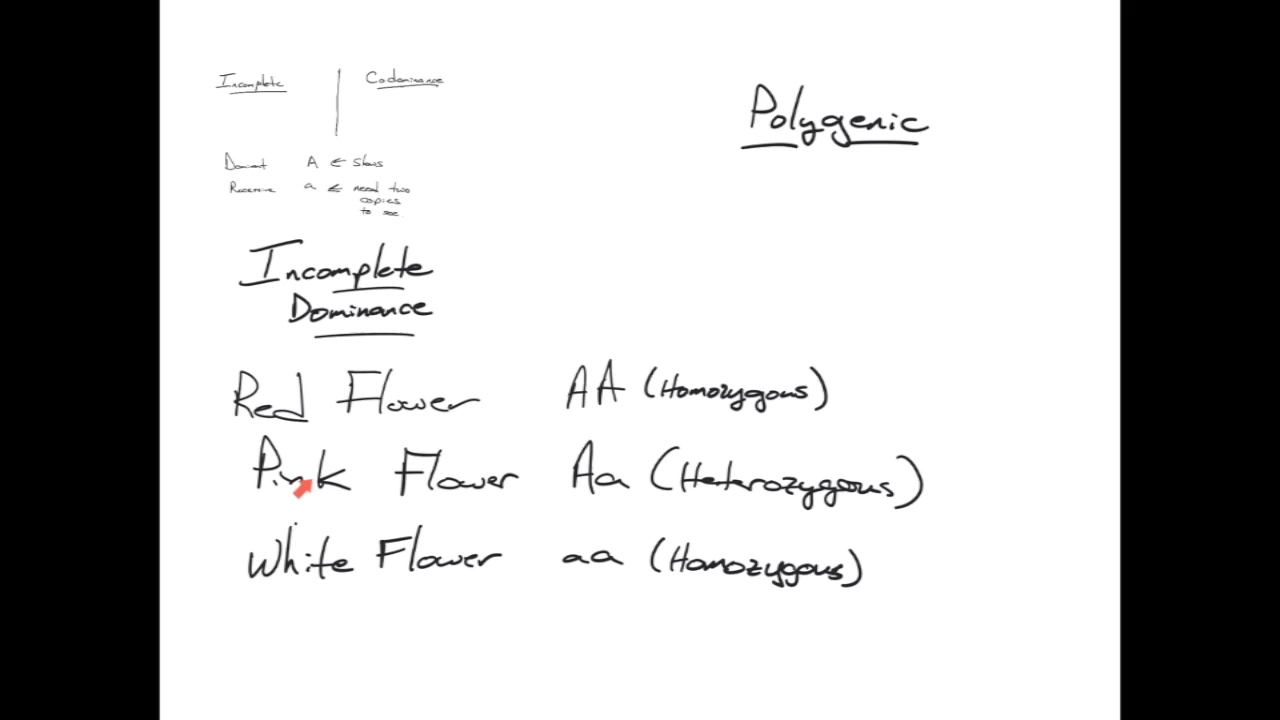 Incomplete Codominance
Dominant A ← shows
Recessive a ← need two
copies
to see.
Polygenic
Incomplete
Dominance
Red Flower AA (Homozygous)
Pink Flower Aa (Heterozygous)
White Flower aa (Homozygous)